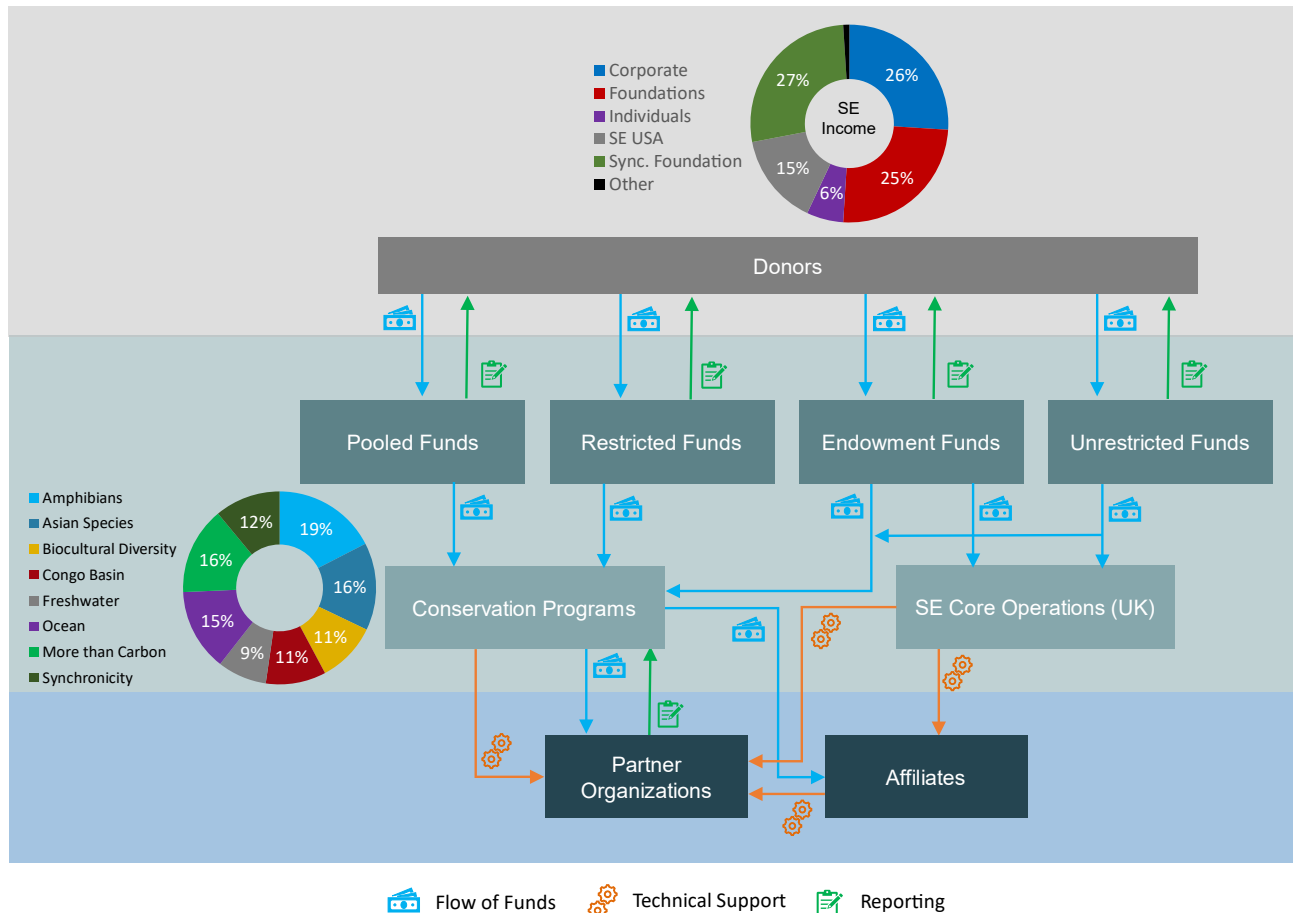 Corporate
Foundations
Individuals
SE USA
Sync. Foundation
Other
27%
26%
SE
Income
15%
6%
25%
Donors
Pooled Funds
Restricted Funds
Endowment Funds
Unrestricted Funds
Amphibians
Asian Species
Biocultural Diversity
Congo Basin
Freshwater
Ocean
More than Carbon
Synchronicity
12%
19%
16%
16%
15%
11%
9%
11%
Conservation Programs
SE Core Operations (UK)
Partner
Organizations
Affiliates
Flow of Funds
Technical Support
Reporting